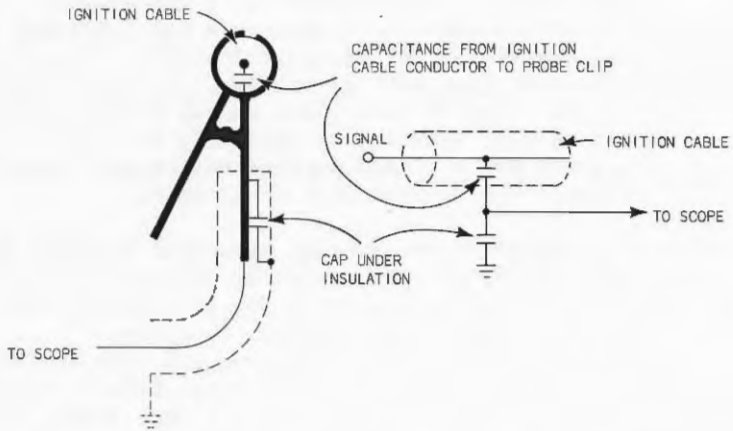 IGNITION CABLE
CAPACITANCE FROM IGNITION
CABLE CONDUCTOR TO PROBE CLIP
SIGNAL
IGNITION CABLE
TO SCOPE
CAP UNDER
INSULATION
TO SCOPE